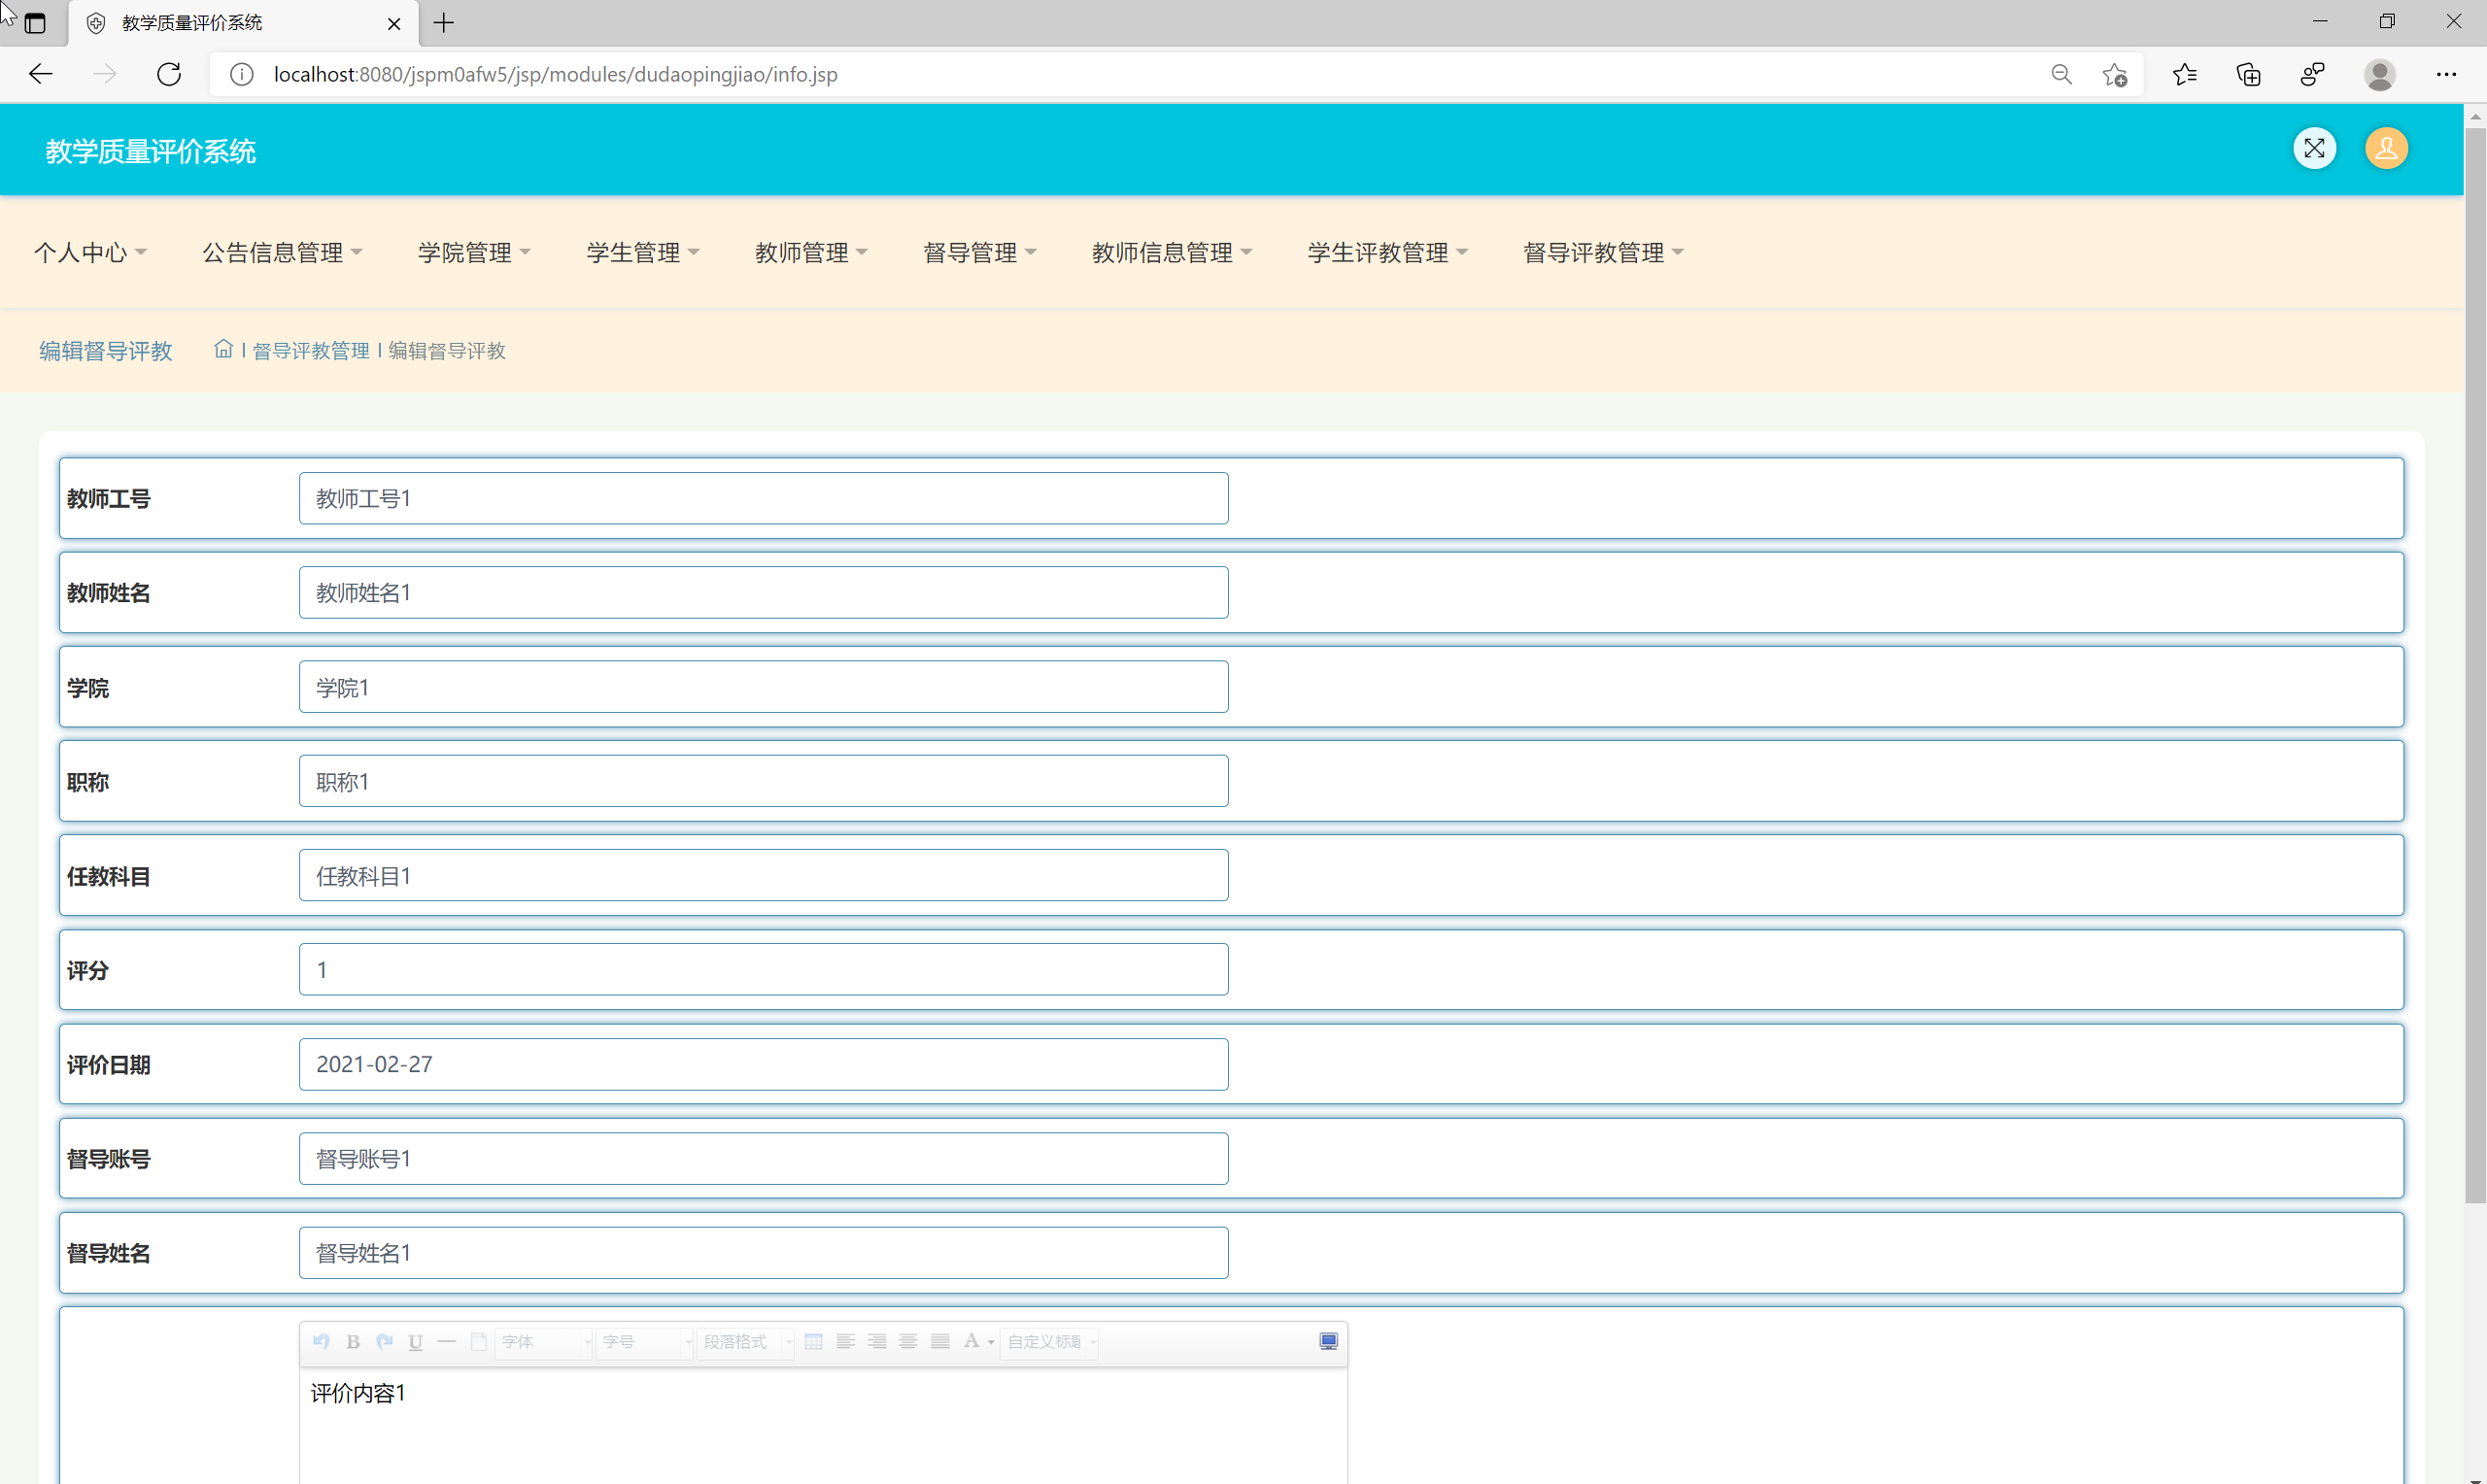 教学质量评价系统
localhost:8080/jspm0afw5/jsp/modules/dudaopingjiao/info.jsp
教学质量评价系统
个人中心 公告信息管理 学院管理 学生管理 教师管理 督导管理 教师信息管理 学生评教管理 督导评教管理
编辑督导评教 | 督导评教管理 | 编辑督导评教
教师工号 教师工号1
教师姓名 教师姓名1
学院 学院1
职称 职称1
任教科目 任教科目1
评分 1
评价日期 2021-02-27
督导账号 督导账号1
督导姓名 督导姓名1
B U 字体 字号 段落格式 A 自定义标题
评价内容1